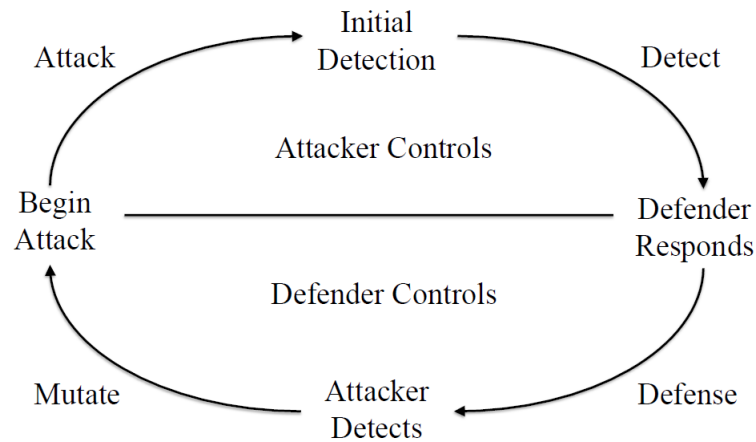 Initial
Detection
Attack
Detect
Attacker Controls
Begin
Attack
Defender
Responds
Defender Controls
Mutate
Attacker
Detects
Defense